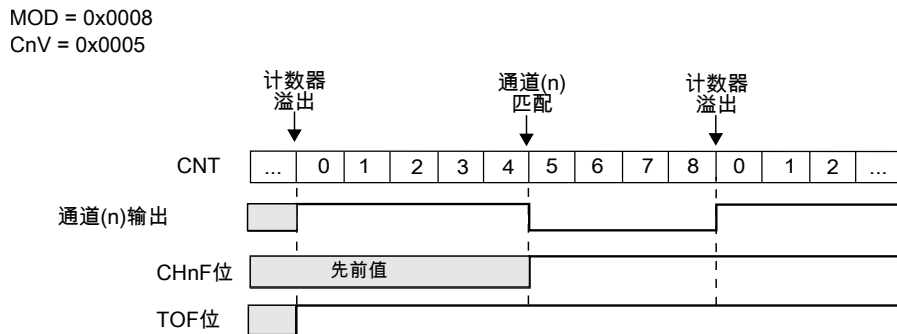 MOD = 0x0008
CnV = 0x0005
计数器
溢出
通道(n)
匹配
计数器
溢出
CNT ... 0 1 2 3 4 5 6 7 8 0 1 2 ...
通道(n)输出
CHnF位 先前值
TOF位